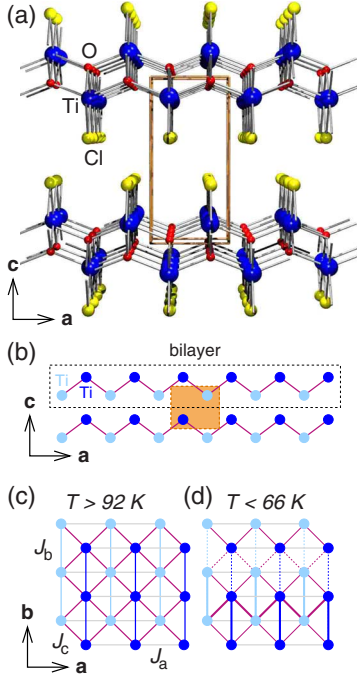 (a)
O
Ti
Cl
c
a
(b)
bilayer
Ti
Ti
c
a
(c) T > 92 K (d) T < 66 K
J_b
b
J_c
J_a
a